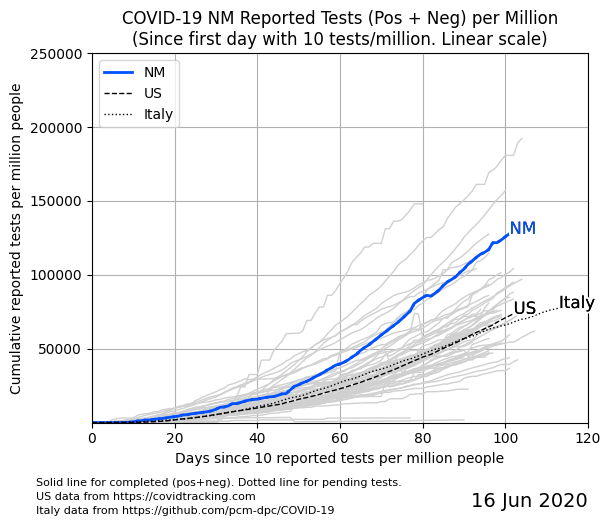 COVID-19 NM Reported Tests (Pos + Neg) per Million
(Since first day with 10 tests/million. Linear scale)
Cumulative reported tests per million people
250000
200000
150000
100000
50000
NM
US
Italy
NM
US
Italy
0
20
40
60
80
100
120
Days since 10 reported tests per million people
Solid line for completed (pos+neg). Dotted line for pending tests.
US data from https://covidtracking.com
Italy data from https://github.com/pcm-dpc/COVID-19
16 Jun 2020